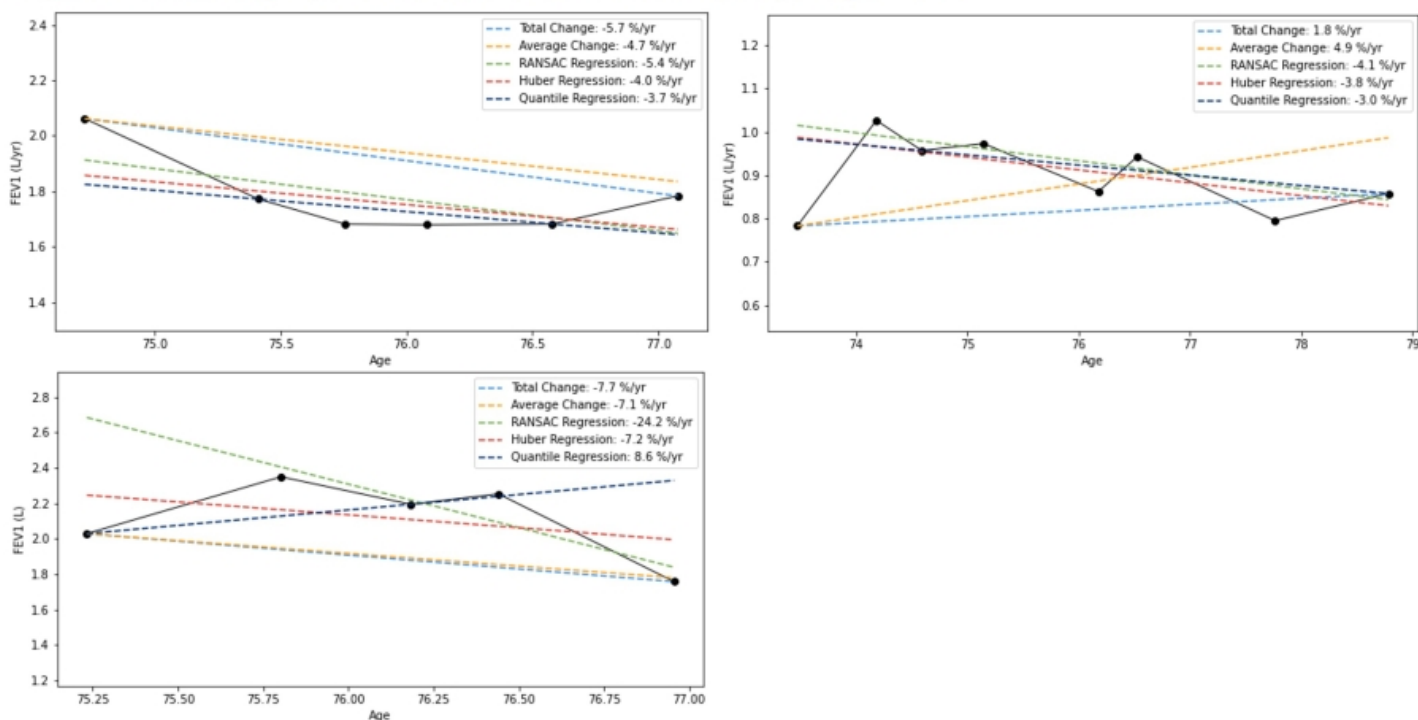 2.4
2.2
2.0
1.8
1.6
1.4
FEV1 (L/yr)
Total Change: -5.7 %/yr
Average Change: -4.7 %/yr
RANSAC Regression: -5.4 %/yr
Huber Regression: -4.0 %/yr
Quantile Regression: -3.7 %/yr
75.0 75.5 76.0 76.5 77.0
Age
1.2
1.1
1.0
0.9
0.8
0.7
0.6
FEV1 (L/yr)
Total Change: 1.8 %/yr
Average Change: 4.9 %/yr
RANSAC Regression: -4.1 %/yr
Huber Regression: -3.8 %/yr
Quantile Regression: -3.0 %/yr
74 75 76 77 78 79
Age
2.8
2.6
2.4
2.2
2.0
1.8
1.6
1.4
1.2
FEV1 (L)
Total Change: -7.7 %/yr
Average Change: -7.1 %/yr
RANSAC Regression: -24.2 %/yr
Huber Regression: -7.2 %/yr
Quantile Regression: 8.6 %/yr
75.25 75.50 75.75 76.00 76.25 76.50 76.75 77.00
Age